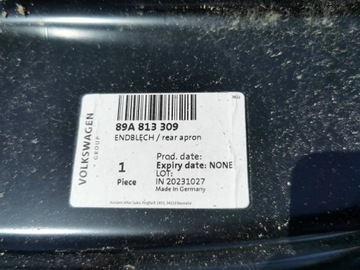 89A 813 309
ENDBLECH / rear apron
VOLKSWAGEN
GROUP
1
Piece
Prod. date:
Expiry date: NONE
LOT:
IN 20231027
Made in Germany